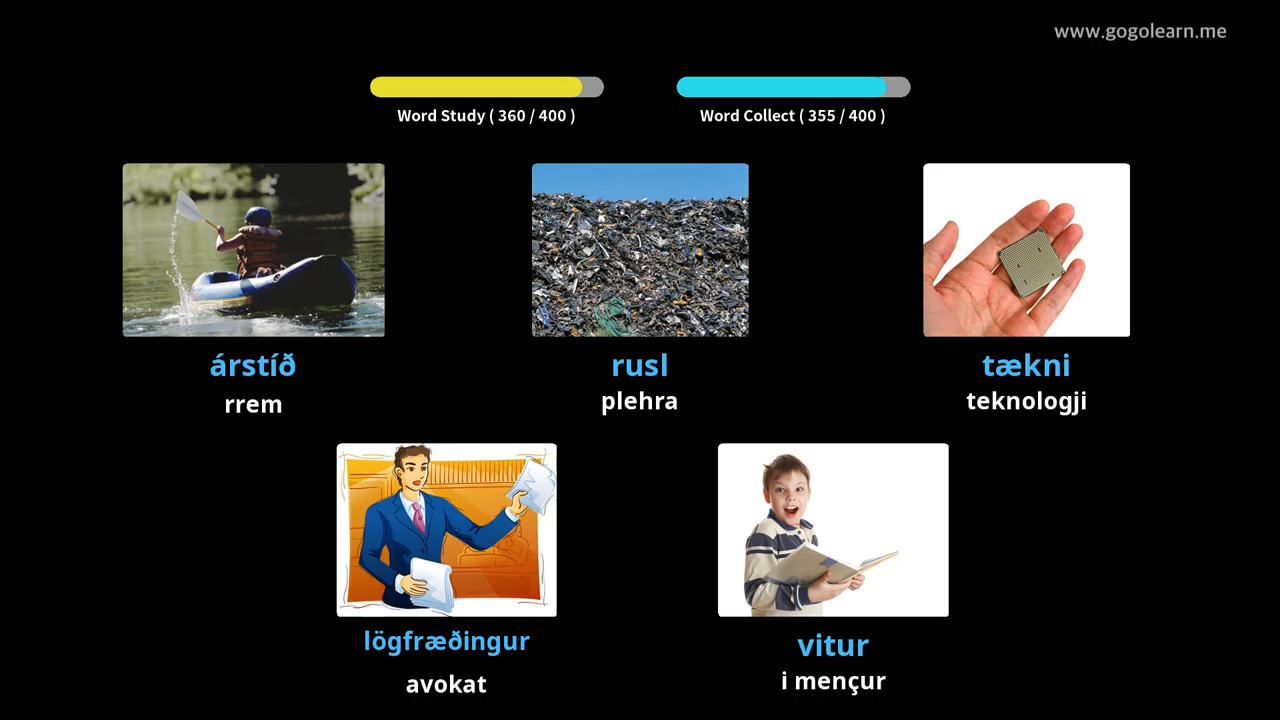 www.gogolearn.me
Word Study ( 360 / 400 )
Word Collect ( 355 / 400 )
árstíð
rrem
rusl
plehra
tækni
teknologji
lögfræðingur
avokat
vitur
i mençur